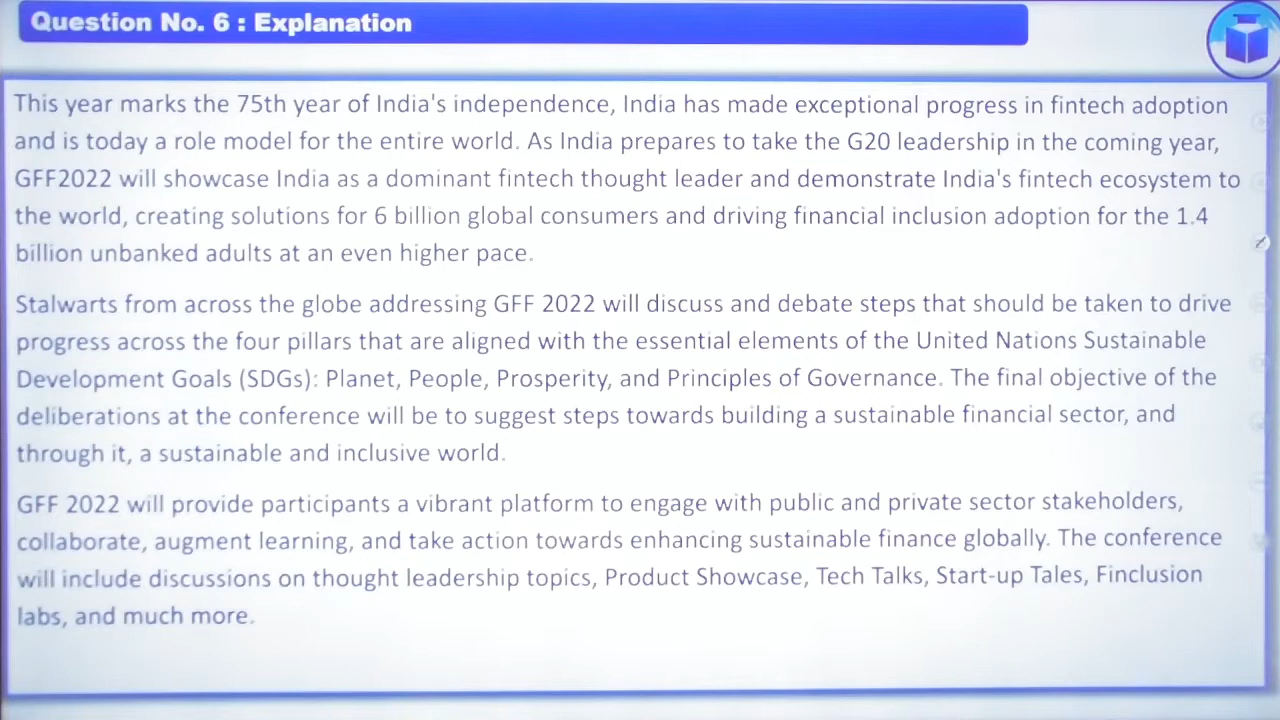 Question No. 6 : Explanation
This year marks the 75th year of India's independence, India has made exceptional progress in fintech adoption
and is today a role model for the entire world. As India prepares to take the G20 leadership in the coming year,
GFF2022 will showcase India as a dominant fintech thought leader and demonstrate India's fintech ecosystem to
the world, creating solutions for 6 billion global consumers and driving financial inclusion adoption for the 1.4
billion unbanked adults at an even higher pace.
Stalwarts from across the globe addressing GFF 2022 will discuss and debate steps that should be taken to drive
progress across the four pillars that are aligned with the essential elements of the United Nations Sustainable
Development Goals (SDGs): Planet, People, Prosperity, and Principles of Governance. The final objective of the
deliberations at the conference will be to suggest steps towards building a sustainable financial sector, and
through it, a sustainable and inclusive world.
GFF 2022 will provide participants a vibrant platform to engage with public and private sector stakeholders,
collaborate, augment learning, and take action towards enhancing sustainable finance globally. The conference
will include discussions on thought leadership topics, Product Showcase, Tech Talks, Start-up Tales, Finclusion
labs, and much more.